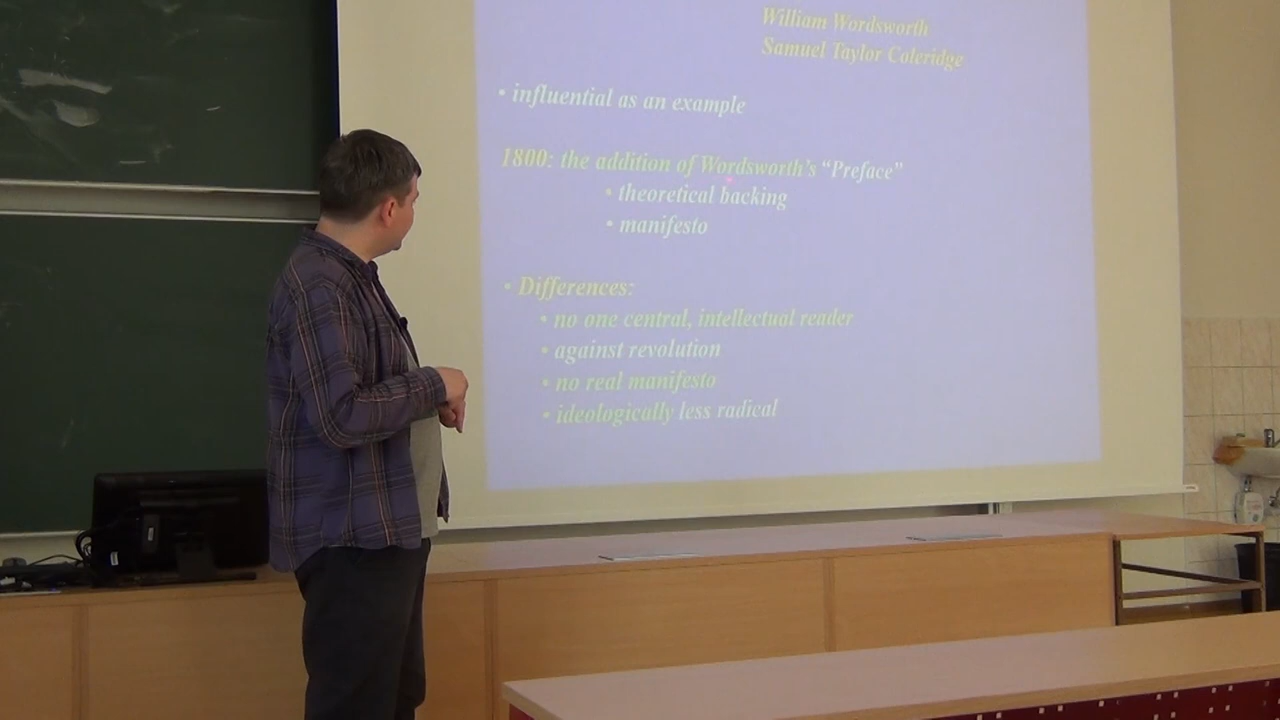 William Wordsworth
Samuel Taylor Coleridge
• influential as an example
1800: the addition of Wordsworth's “Preface”
• theoretical backing
• manifesto
• Differences:
• no one central, intellectual reader
• against revolution
• no real manifesto
• ideologically less radical